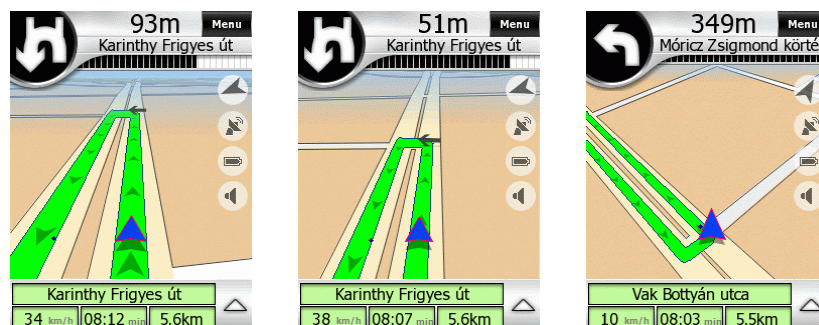 93m Menu
Karinthy Frigyes út
Karinthy Frigyes út
34 km/h 08:12 min 5.6km
51m Menu
Karinthy Frigyes út
Karinthy Frigyes út
38 km/h 08:07 min 5.6km
349m Menu
Móricz Zsigmond körté
Vak Bottyán utca
10 km/h 08:03 min 5.5km